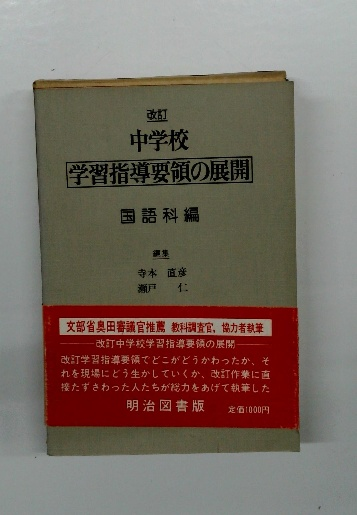 改訂
中学校
学習指導要領の展開
国語科編
編集
寺本 直彦
瀬戸 仁
文部省奥田審議官推薦 教科調査官,協力者執筆
改訂中学校学習指導要領の展開
改訂学習指導要領でどこがどうかわったか、そ
れを現場にどう生かしていくか、改訂作業に直
接たずさわった人たちが総力をあげて執筆した
明治図書版 定価1000円